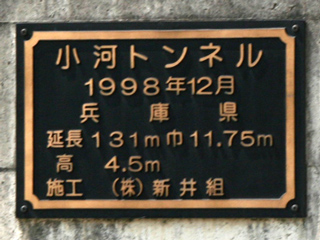 小河トンネル
1998年12月
兵庫県
延長131m巾11.75m
高 4.5m
施工 (株)新井組